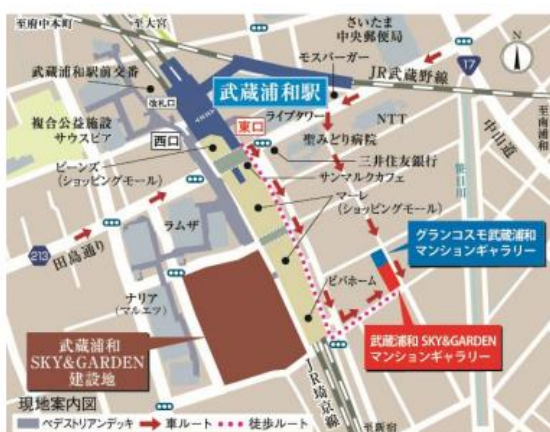 至府中本町
至大宮
さいたま
中央郵便局
17
N
武蔵浦和駅前交番
モスバーガー
JR武蔵野線
至南浦和
改札口
武蔵浦和駅
ライブタワー
NTT
中山道
複合公益施設
サウスピア
西口
東口
聖みどり病院
笹目川
三井住友銀行
ビーンズ
(ショッピングモール)
サンマルクカフェ
マーレ
(ショッピングモール)
ラムザ
グランコスモ武蔵浦和
マンションギャラリー
213
田島通り
ビバホーム
ナリア
(マルエツ)
武蔵浦和
SKY&GARDEN
建設地
武蔵浦和 SKY&GARDEN
マンションギャラリー
JR埼京線
至新宿
現地案内図
ペデストリアンデッキ
車ルート
徒歩ルート